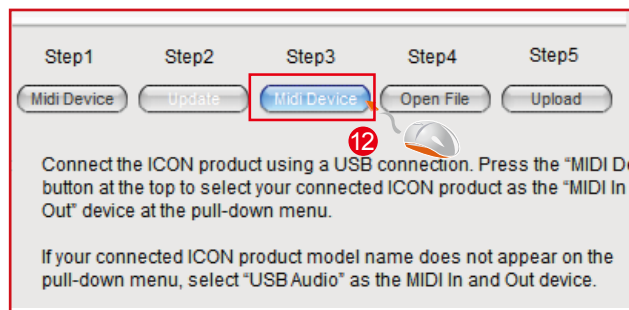 Step1 Step2 Step3 Step4 Step5
Midi Device Update Midi Device Open File Upload
12
Connect the ICON product using a USB connection. Press the “MIDI De
button at the top to select your connected ICON product as the “MIDI In
Out” device at the pull-down menu.
If your connected ICON product model name does not appear on the
pull-down menu, select “USB Audio” as the MIDI In and Out device.